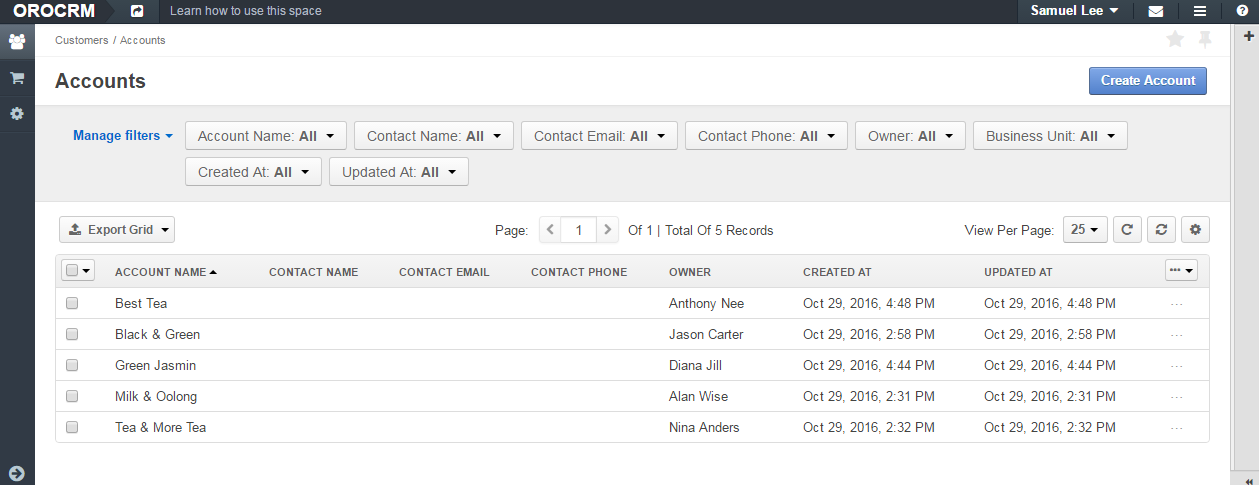 OROCRM Learn how to use this space Samuel Lee
Customers / Accounts
Accounts Create Account
Manage filters Account Name: All Contact Name: All Contact Email: All Contact Phone: All Owner: All Business Unit: All
Created At: All Updated At: All
Export Grid Page: 1 Of 1 | Total Of 5 Records View Per Page: 25
ACCOUNT NAME CONTACT NAME CONTACT EMAIL CONTACT PHONE OWNER CREATED AT UPDATED AT
Best Tea Anthony Nee Oct 29, 2016, 4:48 PM Oct 29, 2016, 4:48 PM
Black & Green Jason Carter Oct 29, 2016, 2:58 PM Oct 29, 2016, 2:58 PM
Green Jasmin Diana Jill Oct 29, 2016, 4:44 PM Oct 29, 2016, 4:44 PM
Milk & Oolong Alan Wise Oct 29, 2016, 2:31 PM Oct 29, 2016, 2:31 PM
Tea & More Tea Nina Anders Oct 29, 2016, 2:32 PM Oct 29, 2016, 2:32 PM